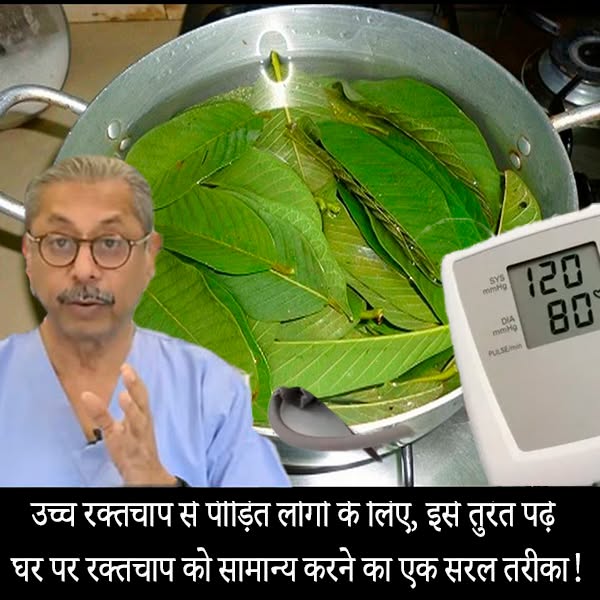 SYS
mmHg
120
DIA
mmHg
80
PULSE/min
उच्च रक्तचाप से पीड़ित लोगों के लिए, इसे तुरंत पढ़ें
घर पर रक्तचाप को सामान्य करने का एक सरल तरीका!